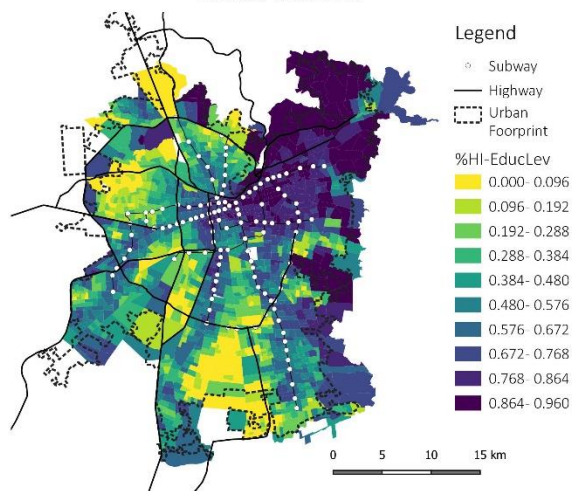 Legend
Subway
Highway
Urban
Foorprint
%HI-EducLev
0.000- 0.096
0.096- 0.192
0.192- 0.288
0.288- 0.384
0.384- 0.480
0.480- 0.576
0.576- 0.672
0.672- 0.768
0.768- 0.864
0.864- 0.960
0 5 10 15 km